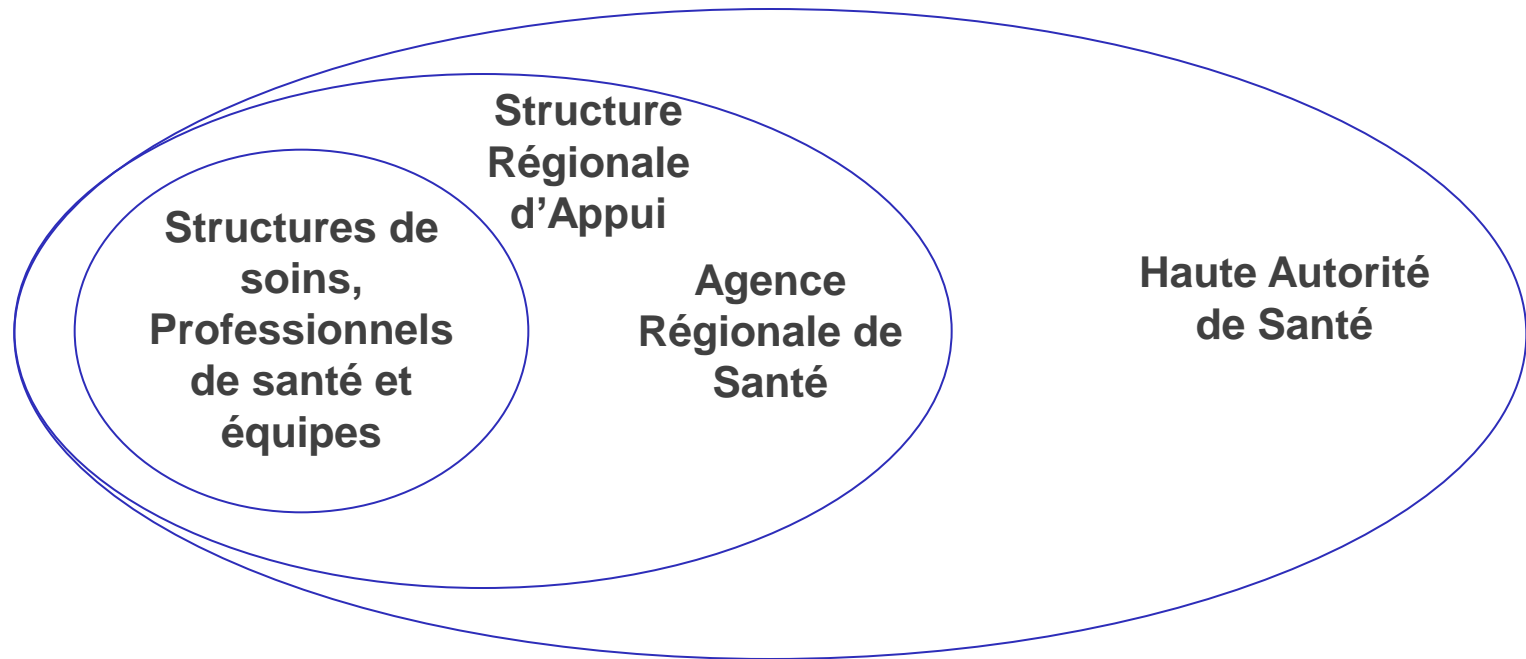 Structures de
soins,
Professionnels
de santé et
équipes
Structure
Régionale
d’Appui
Agence
Régionale de
Santé
Haute Autorité
de Santé